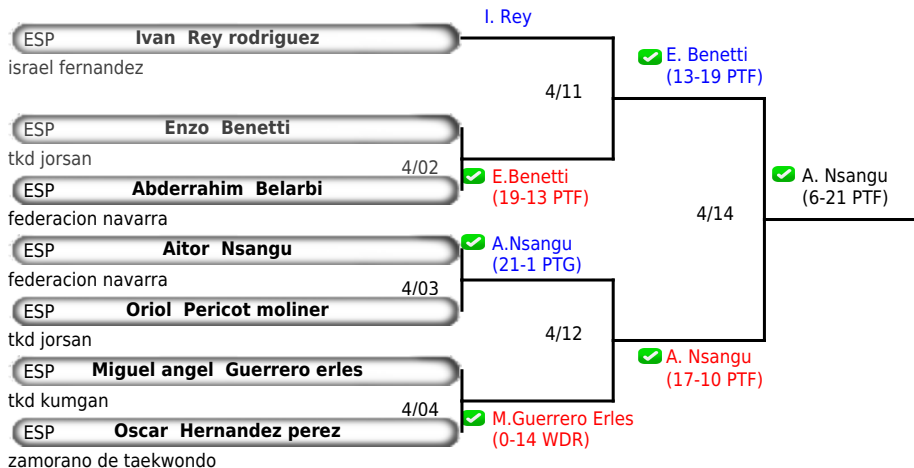 I. Rey
ESP Ivan Rey rodriguez
israel fernandez
E. Benetti
(13-19 PTF)
4/11
ESP Enzo Benetti
tkd jorsan
4/02
E.Benetti
(19-13 PTF)
ESP Abderrahim Belarbi
federacion navarra
A. Nsangu
(6-21 PTF)
4/14
ESP Aitor Nsangu
federacion navarra
A.Nsangu
(21-1 PTG)
4/03
ESP Oriol Pericot moliner
tkd jorsan
4/12
ESP Miguel angel Guerrero erles
tkd kumgan
A. Nsangu
(17-10 PTF)
4/04
M.Guerrero Erles
(0-14 WDR)
ESP Oscar Hernandez perez
zamorano de taekwondo